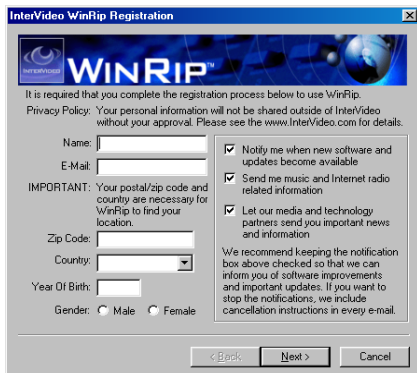 InterVideo WinRip Registration
INTERVIDEO
WINRIP™
It is required that you complete the registration process below to use WinRip.
Privacy Policy: Your personal information will not be shared outside of InterVideo
without your approval. Please see the www.InterVideo.com for details.
Name:
E-Mail:
IMPORTANT: Your postal/zip code and
country are necessary for
WinRip to find your
location.
Zip Code:
Country:
Year Of Birth:
Gender: Male Female
Notify me when new software and
updates become available
Send me music and Internet radio
related information
Let our media and technology
partners send you important news
and information
We recommend keeping the notification
box above checked so that we can
inform you of software improvements
and important updates. If you want to
stop the notifications, we include
cancellation instructions in every e-mail.
< Back Next > Cancel